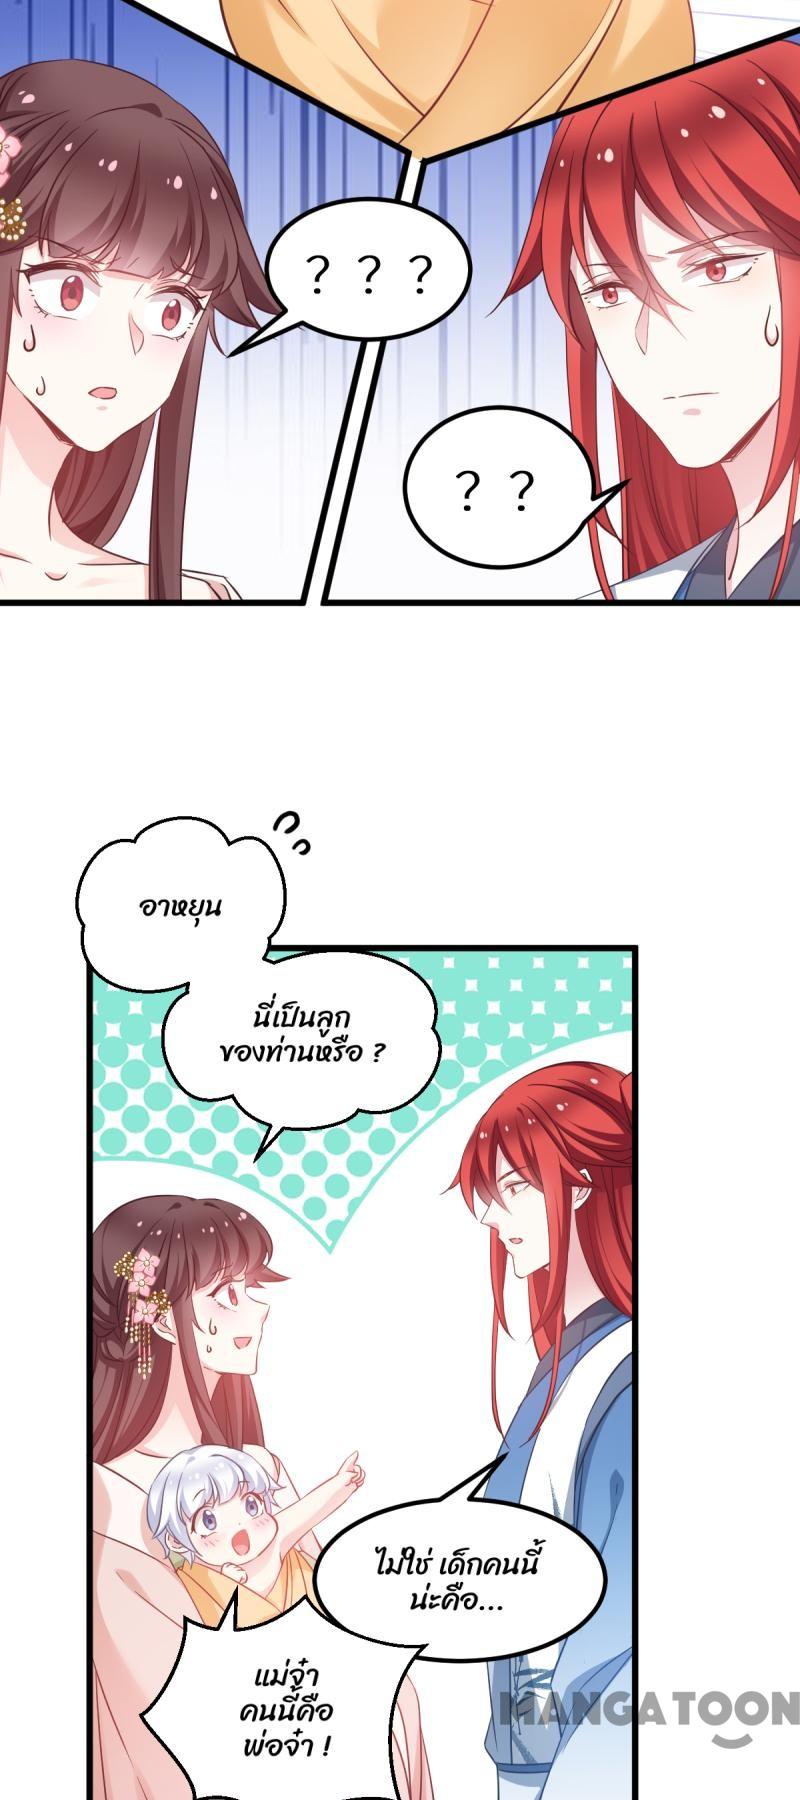 ? ? ?
? ?
อาหยุน
นี่เป็นลูก
ของท่านหรือ ?
ไม่ใช่ เด็กคนนี้
น่ะคือ...
แม่จ๋า
คนนี้คือ
พ่อจ๋า !
MANGATOON